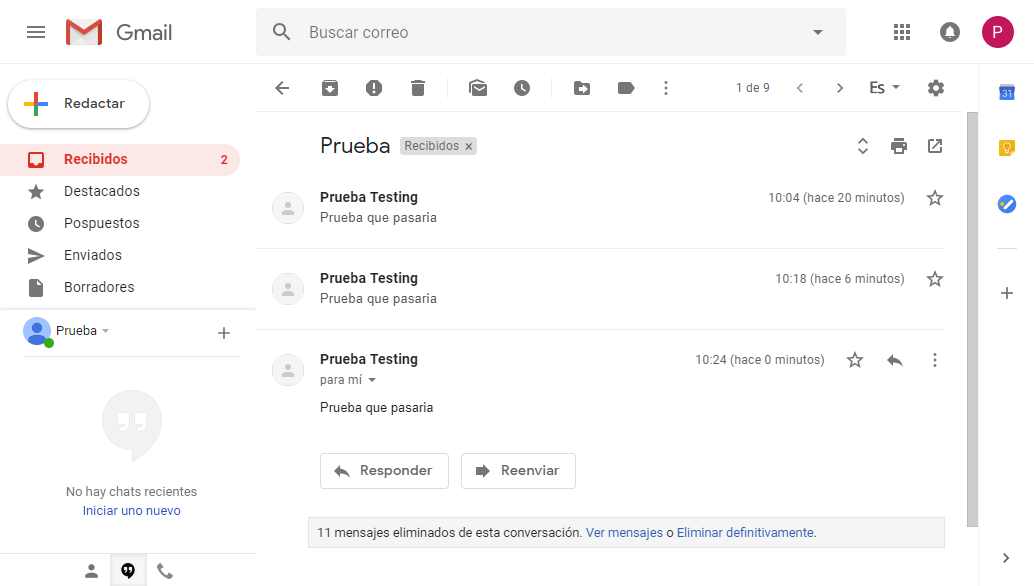 Gmail
Buscar correo
P
Redactar
1 de 9
Es
31
Recibidos 2
Destacados
Pospuestos
Enviados
Borradores
Prueba
No hay chats recientes
Iniciar uno nuevo
Prueba Recibidos ×
Prueba Testing 10:04 (hace 20 minutos)
Prueba que pasaria
Prueba Testing 10:18 (hace 6 minutos)
Prueba que pasaria
Prueba Testing 10:24 (hace 0 minutos)
para mí
Prueba que pasaria
Responder Reenviar
11 mensajes eliminados de esta conversación. Ver mensajes o Eliminar definitivamente.